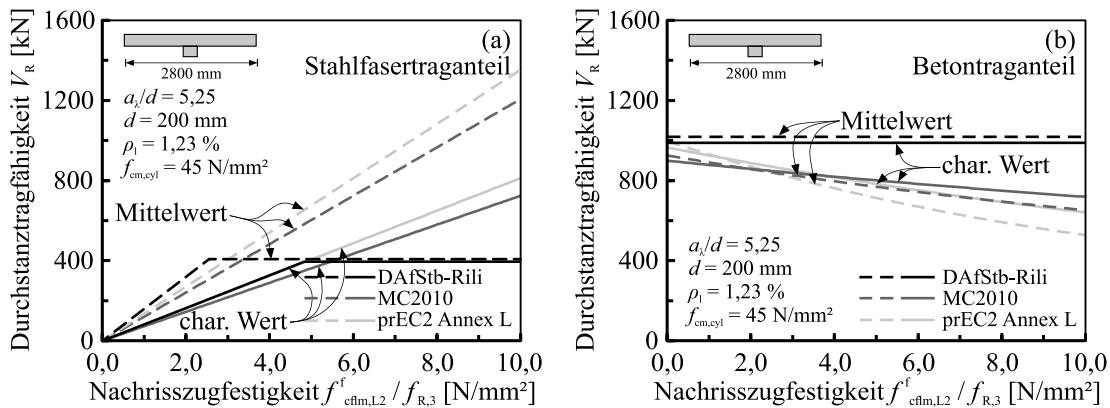 Durchstanztragfähigkeit V_R [kN]
1600
1200
800
400
0
(a)
Stahlfasertraganteil
2800 mm
a_λ/d = 5,25
d = 200 mm
ρ_l = 1,23 %
f_cm,cyl = 45 N/mm²
Mittelwert
char. Wert
DAfStb-Rili
MC2010
prEC2 Annex L
0,0 2,0 4,0 6,0 8,0 10,0
Nachrisszugfestigkeit f^f_cflm,L2 / f_R,3 [N/mm²]
Durchstanztragfähigkeit V_R [kN]
1600
1200
800
400
0
(b)
Betontraganteil
2800 mm
Mittelwert
char. Wert
a_λ/d = 5,25
d = 200 mm
ρ_l = 1,23 %
f_cm,cyl = 45 N/mm²
DAfStb-Rili
MC2010
prEC2 Annex L
0,0 2,0 4,0 6,0 8,0 10,0
Nachrisszugfestigkeit f^f_cflm,L2 / f_R,3 [N/mm²]